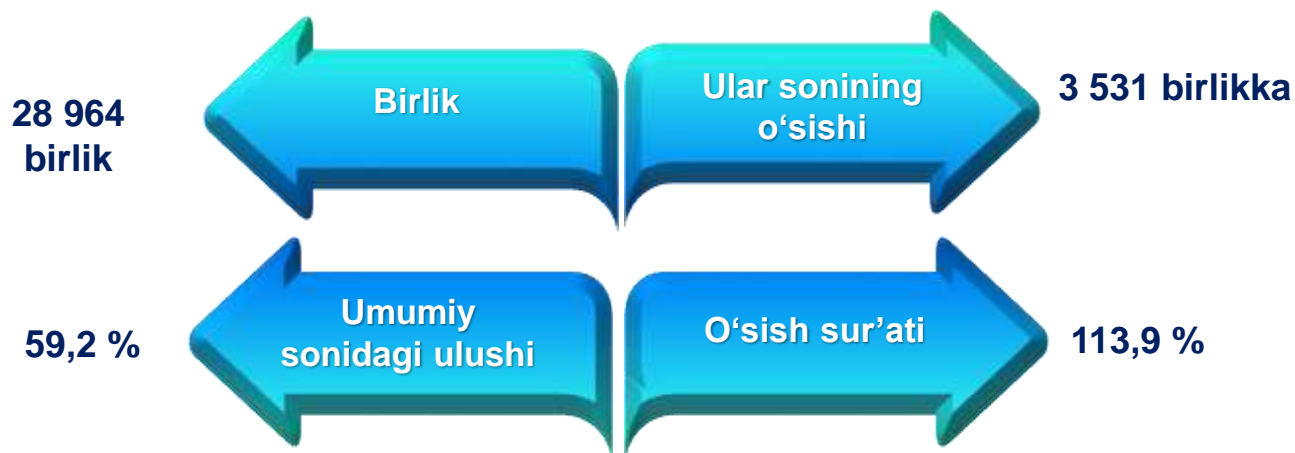 28 964
birlik
Birlik
Ular sonining
o‘sishi
3 531 birlikka
59,2 %
Umumiy
sonidagi ulushi
O‘sish sur’ati
113,9 %